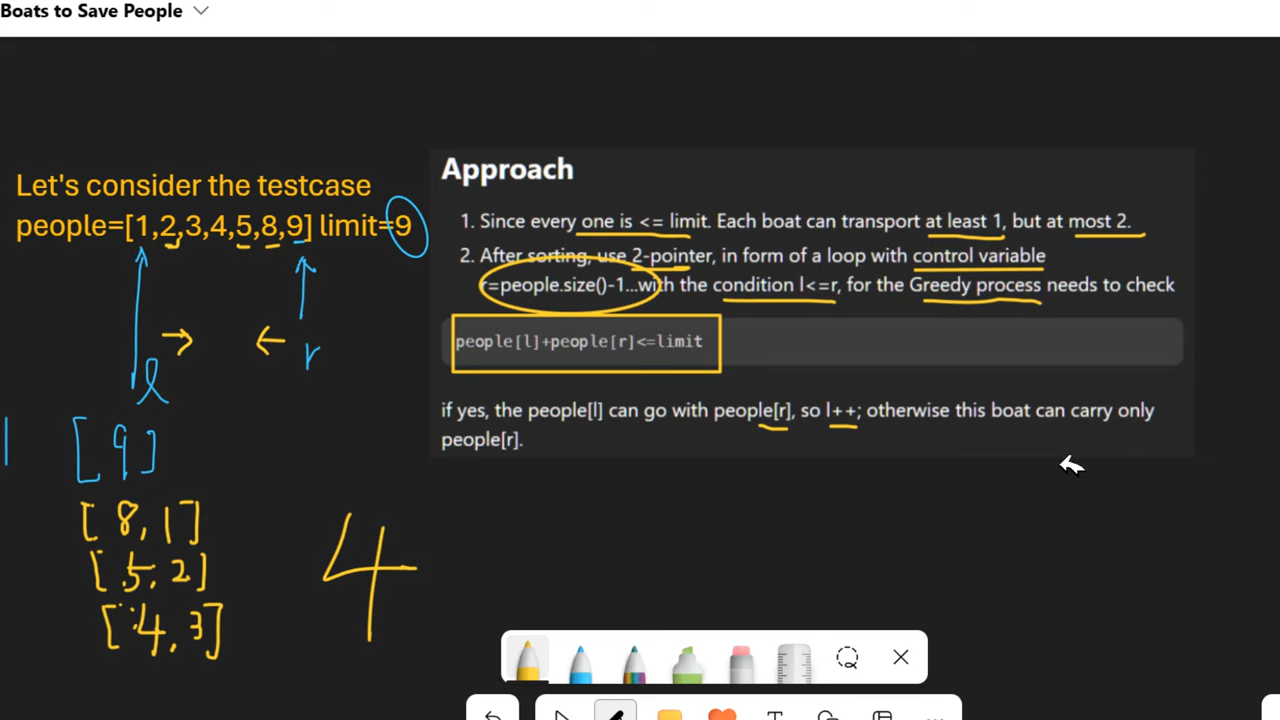 Boats to Save People
Let's consider the testcase
people=[1,2,3,4,5,8,9] limit=9
l
r
1
[9]
[8,1]
[5,2]
[4,3]
4
Approach
1. Since every one is <= limit. Each boat can transport at least 1, but at most 2.
2. After sorting, use 2-pointer, in form of a loop with control variable
r=people.size()-1...with the condition l<=r, for the Greedy process needs to check
people[l]+people[r]<=limit
if yes, the people[l] can go with people[r], so l++; otherwise this boat can carry only
people[r].